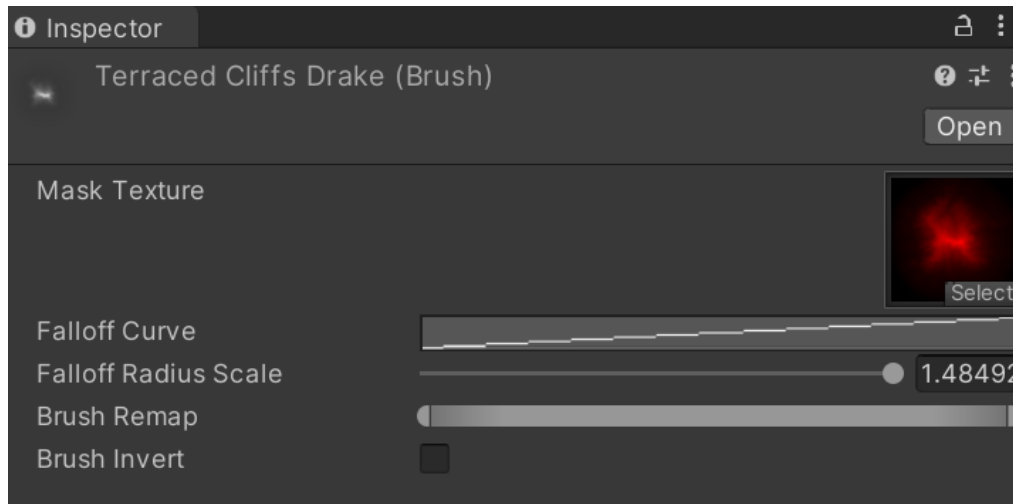 Inspector
Terraced Cliffs Drake (Brush)
Open
Mask Texture
Select
Falloff Curve
Falloff Radius Scale 1.48492
Brush Remap
Brush Invert